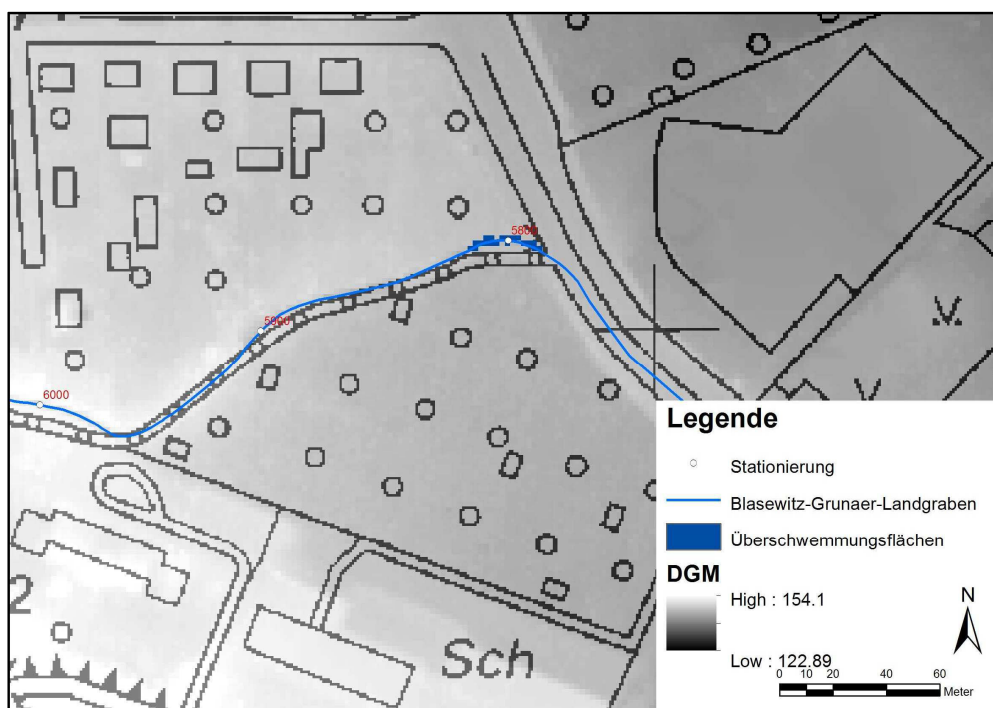 5800
5900
6000
2
Sch
V.
V
Legende
Stationierung
Blasewitz-Grunaer-Landgraben
Überschwemmungsflächen
DGM
High : 154.1
Low : 122.89
N
0 10 20 40 60
Meter